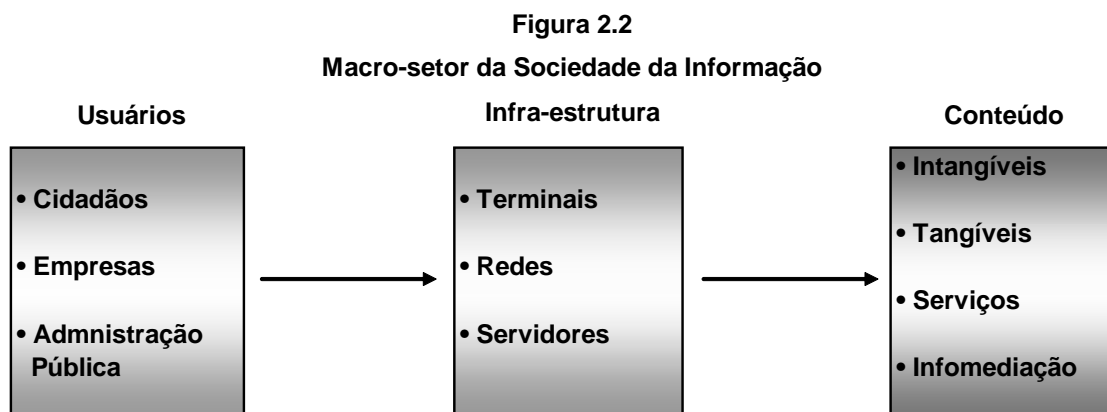 Figura 2.2
Macro-setor da Sociedade da Informação
Usuários
• Cidadãos
• Empresas
• Admnistração
Pública
Infra-estrutura
• Terminais
• Redes
• Servidores
Conteúdo
• Intangíveis
• Tangíveis
• Serviços
• Infomediação